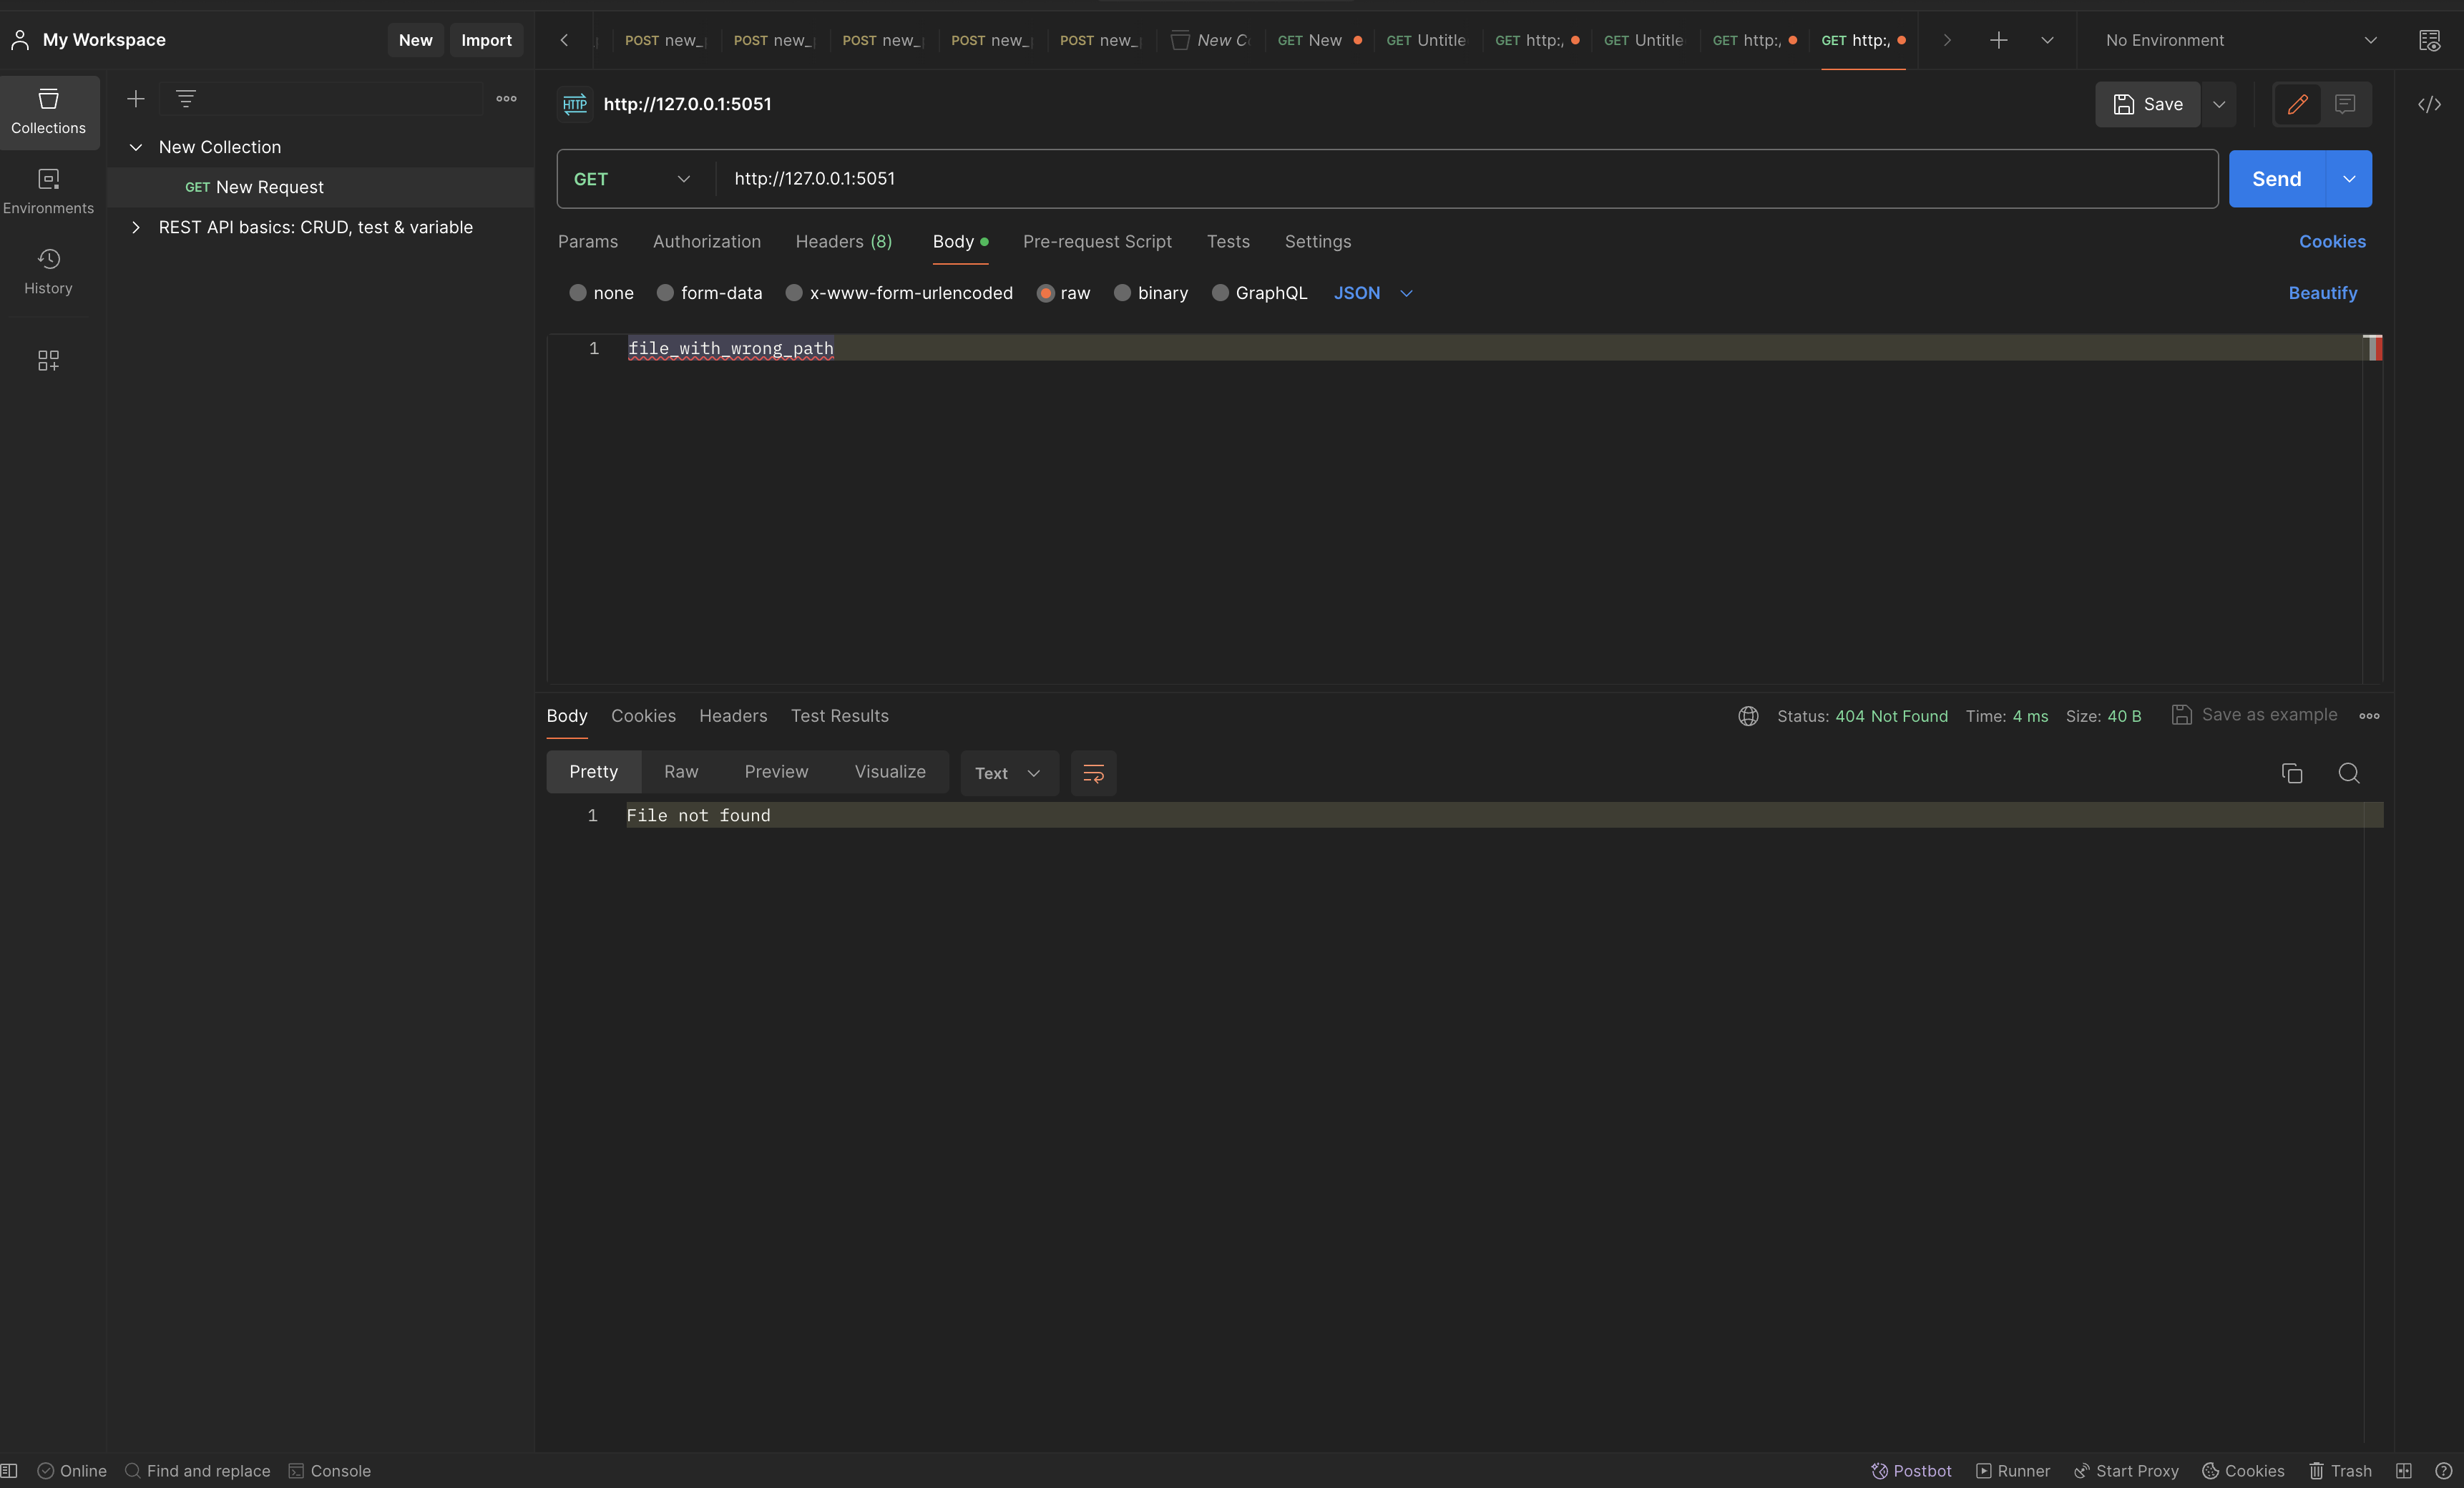 My Workspace New Import
POST new_ POST new_ POST new_ POST new_ POST new_ New C GET New GET Untitle GET http:/ GET Untitle GET http:/ GET http:/ No Environment
Collections
Environments
History
New Collection
GET New Request
REST API basics: CRUD, test & variable
HTTP http://127.0.0.1:5051 Save
GET http://127.0.0.1:5051 Send
Params Authorization Headers (8) Body Pre-request Script Tests Settings Cookies
none form-data x-www-form-urlencoded raw binary GraphQL JSON Beautify
1 file_with_wrong_path
Body Cookies Headers Test Results Status: 404 Not Found Time: 4 ms Size: 40 B Save as example
Pretty Raw Preview Visualize Text
1 File not found
Online Find and replace Console Postbot Runner Start Proxy Cookies Trash